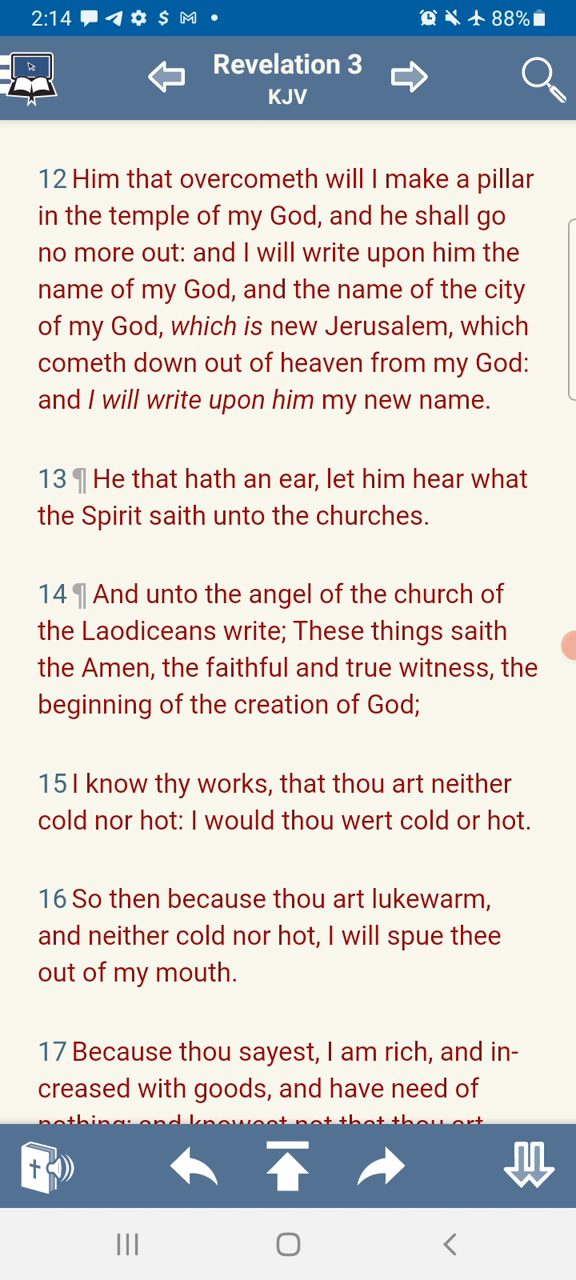 2:14 $ M 88%
Revelation 3
KJV
12 Him that overcometh will I make a pillar
in the temple of my God, and he shall go
no more out: and I will write upon him the
name of my God, and the name of the city
of my God, which is new Jerusalem, which
cometh down out of heaven from my God:
and I will write upon him my new name.
13 ¶ He that hath an ear, let him hear what
the Spirit saith unto the churches.
14 ¶ And unto the angel of the church of
the Laodiceans write; These things saith
the Amen, the faithful and true witness, the
beginning of the creation of God;
15 I know thy works, that thou art neither
cold nor hot: I would thou wert cold or hot.
16 So then because thou art lukewarm,
and neither cold nor hot, I will spue thee
out of my mouth.
17 Because thou sayest, I am rich, and in-
creased with goods, and have need of
nothing; and knowest not that thou art